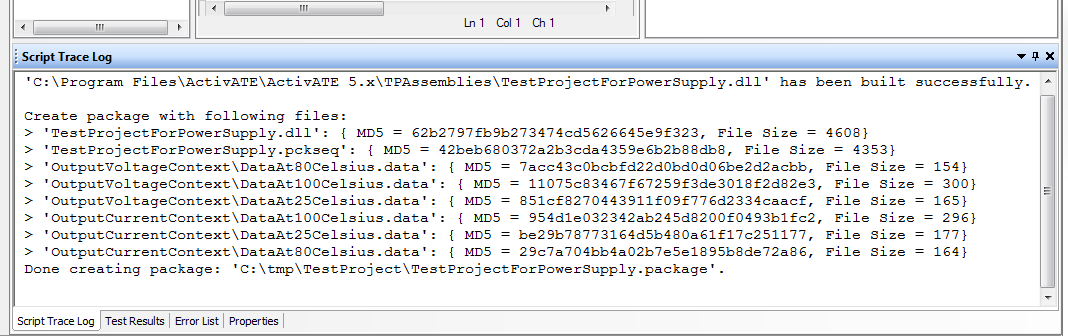 Ln 1 Col 1 Ch 1
Script Trace Log
'C:\Program Files\ActivATE\ActivATE 5.x\TPAssemblies\TestProjectForPowerSupply.dll' has been built successfully.
Create package with following files:
> 'TestProjectForPowerSupply.dll': { MD5 = 62b2797fb9b273474cd5626645e9f323, File Size = 4608}
> 'TestProjectForPowerSupply.pckseq': { MD5 = 42beb680372a2b3cda4359e6b2b88db8, File Size = 4353}
> 'OutputVoltageContext\DataAt80Celsius.data': { MD5 = 7acc43c0bcbfd22d0bd0d06be2d2acbb, File Size = 154}
> 'OutputVoltageContext\DataAt100Celsius.data': { MD5 = 11075c83467f67259f3de3018f2d82e3, File Size = 300}
> 'OutputVoltageContext\DataAt25Celsius.data': { MD5 = 851cf8270443911f09f776d2334caacf, File Size = 165}
> 'OutputCurrentContext\DataAt100Celsius.data': { MD5 = 954d1e032342ab245d8200f0493b1fc2, File Size = 296}
> 'OutputCurrentContext\DataAt25Celsius.data': { MD5 = be29b78773164d5b480a61f17c251177, File Size = 177}
> 'OutputCurrentContext\DataAt80Celsius.data': { MD5 = 29c7a704bb4a02b7e5e1895b8de72a86, File Size = 164}
Done creating package: 'C:\tmp\TestProject\TestProjectForPowerSupply.package'.
Script Trace Log Test Results Error List Properties